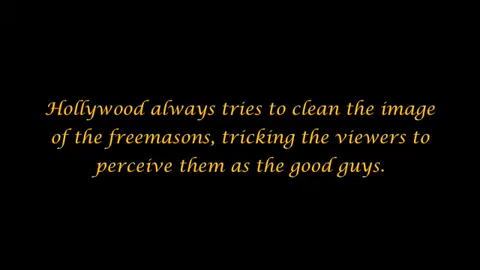 Hollywood always tries to clean the image
of the freemasons, tricking the viewers to
perceive them as the good guys.